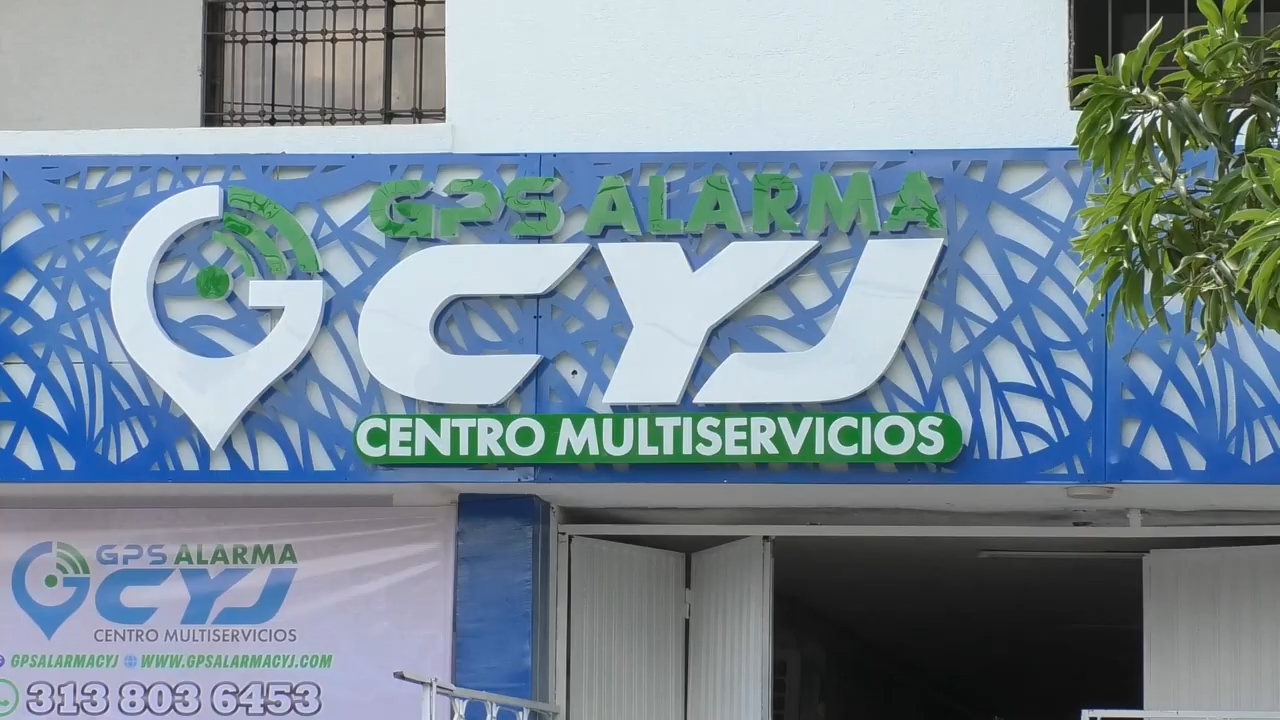 GPS ALARMA
CYJ
CENTRO MULTISERVICIOS
GPS ALARMA
CYJ
CENTRO MULTISERVICIOS
GPSALARMACYJ WWW.GPSALARMACYJ.COM
313 803 6453